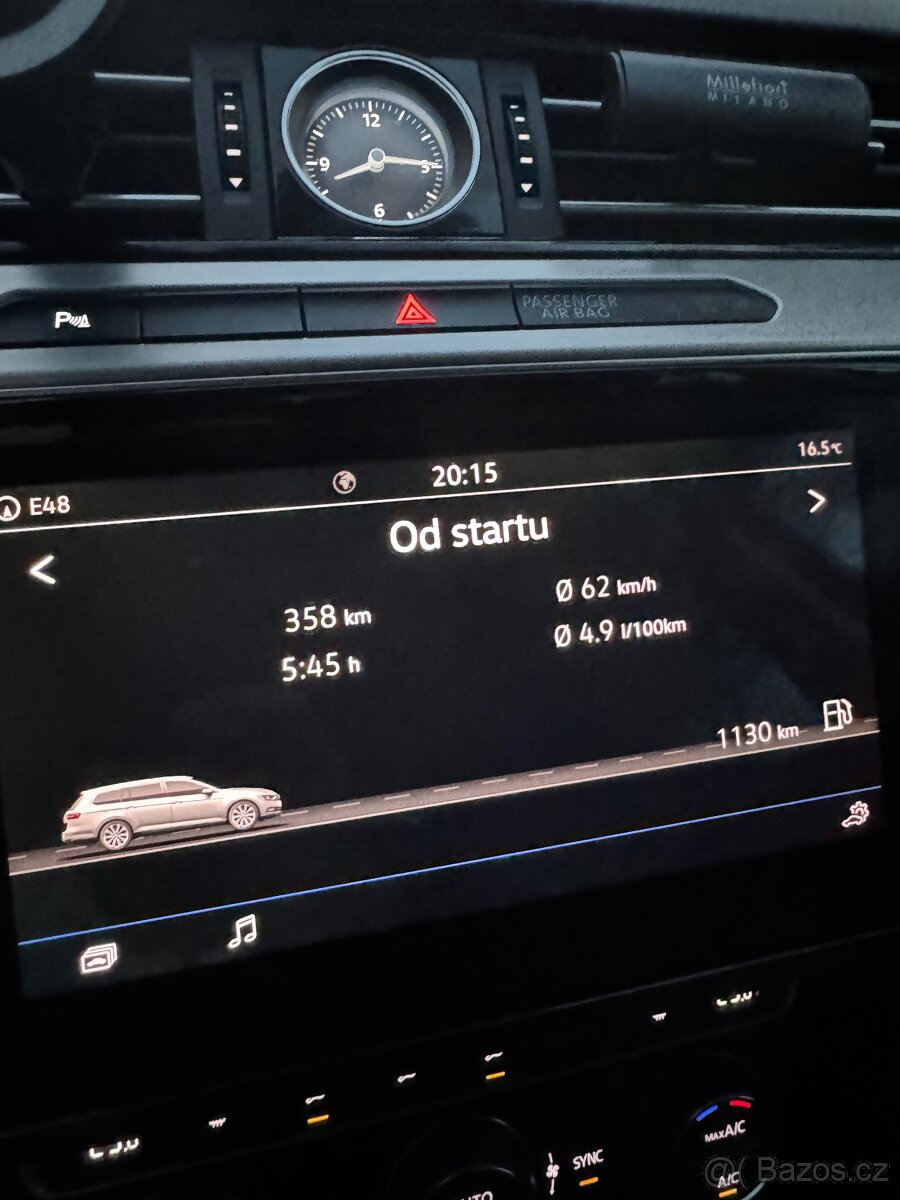 Millefiori
MILANO
12
9
3
6
P
PASSENGER
AIR BAG
20:15
16.5°C
E48
Od startu
358 km
Ø 62 km/h
5:45 h
Ø 4.9 l/100km
1130 km
MAX A/C
SYNC
A/C
@ Bazos.cz